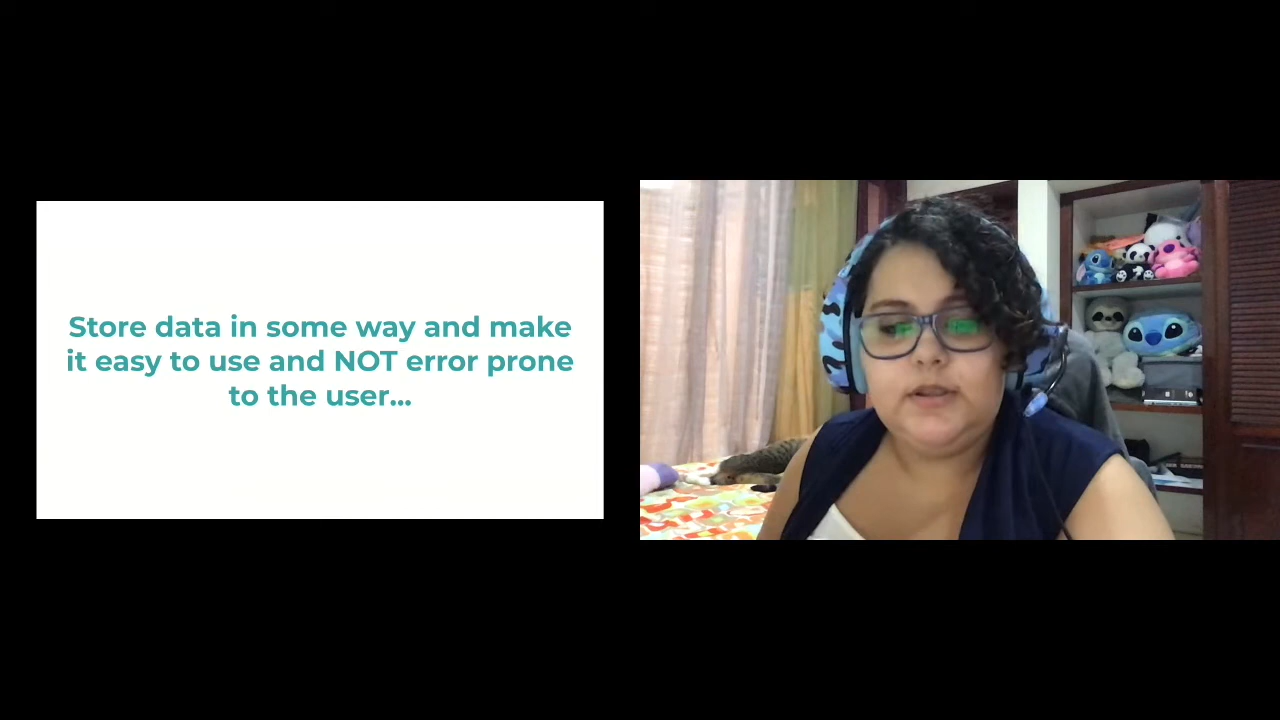 Store data in some way and make
it easy to use and NOT error prone
to the user...